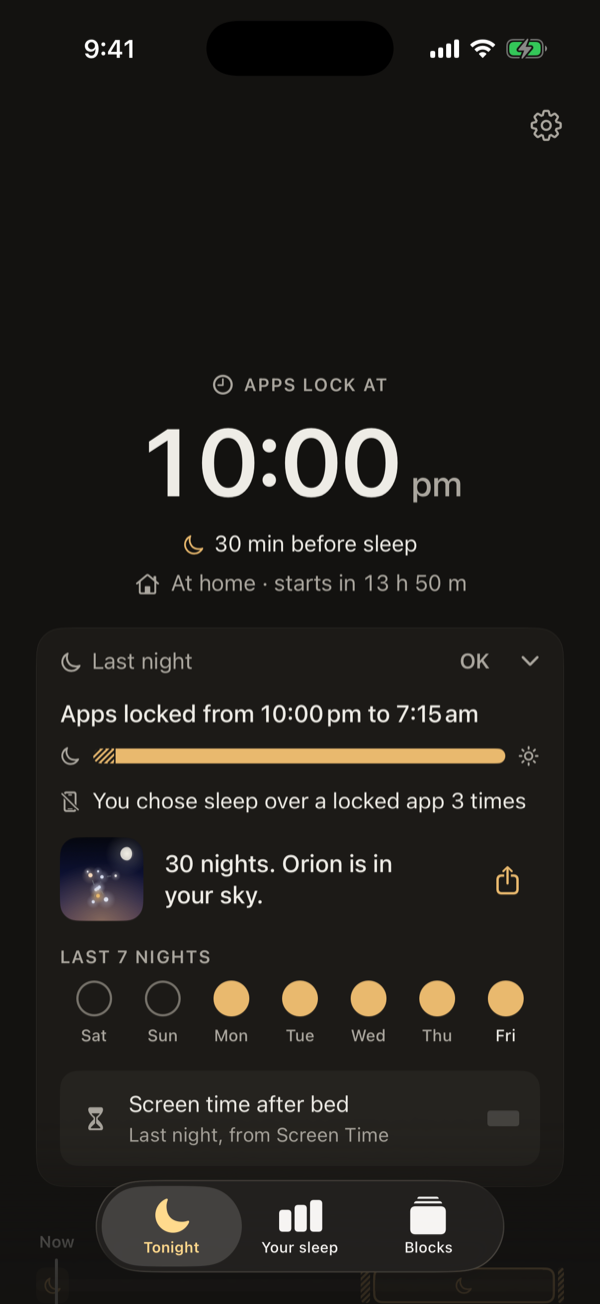 9:41
APPS LOCK AT
10:00 pm
30 min before sleep
At home · starts in 13 h 50 m
Last night
OK
Apps locked from 10:00 pm to 7:15 am
You chose sleep over a locked app 3 times
30 nights. Orion is in
your sky.
LAST 7 NIGHTS
Sat Sun Mon Tue Wed Thu Fri
Screen time after bed
Last night, from Screen Time
Now
Tonight
Your sleep
Blocks